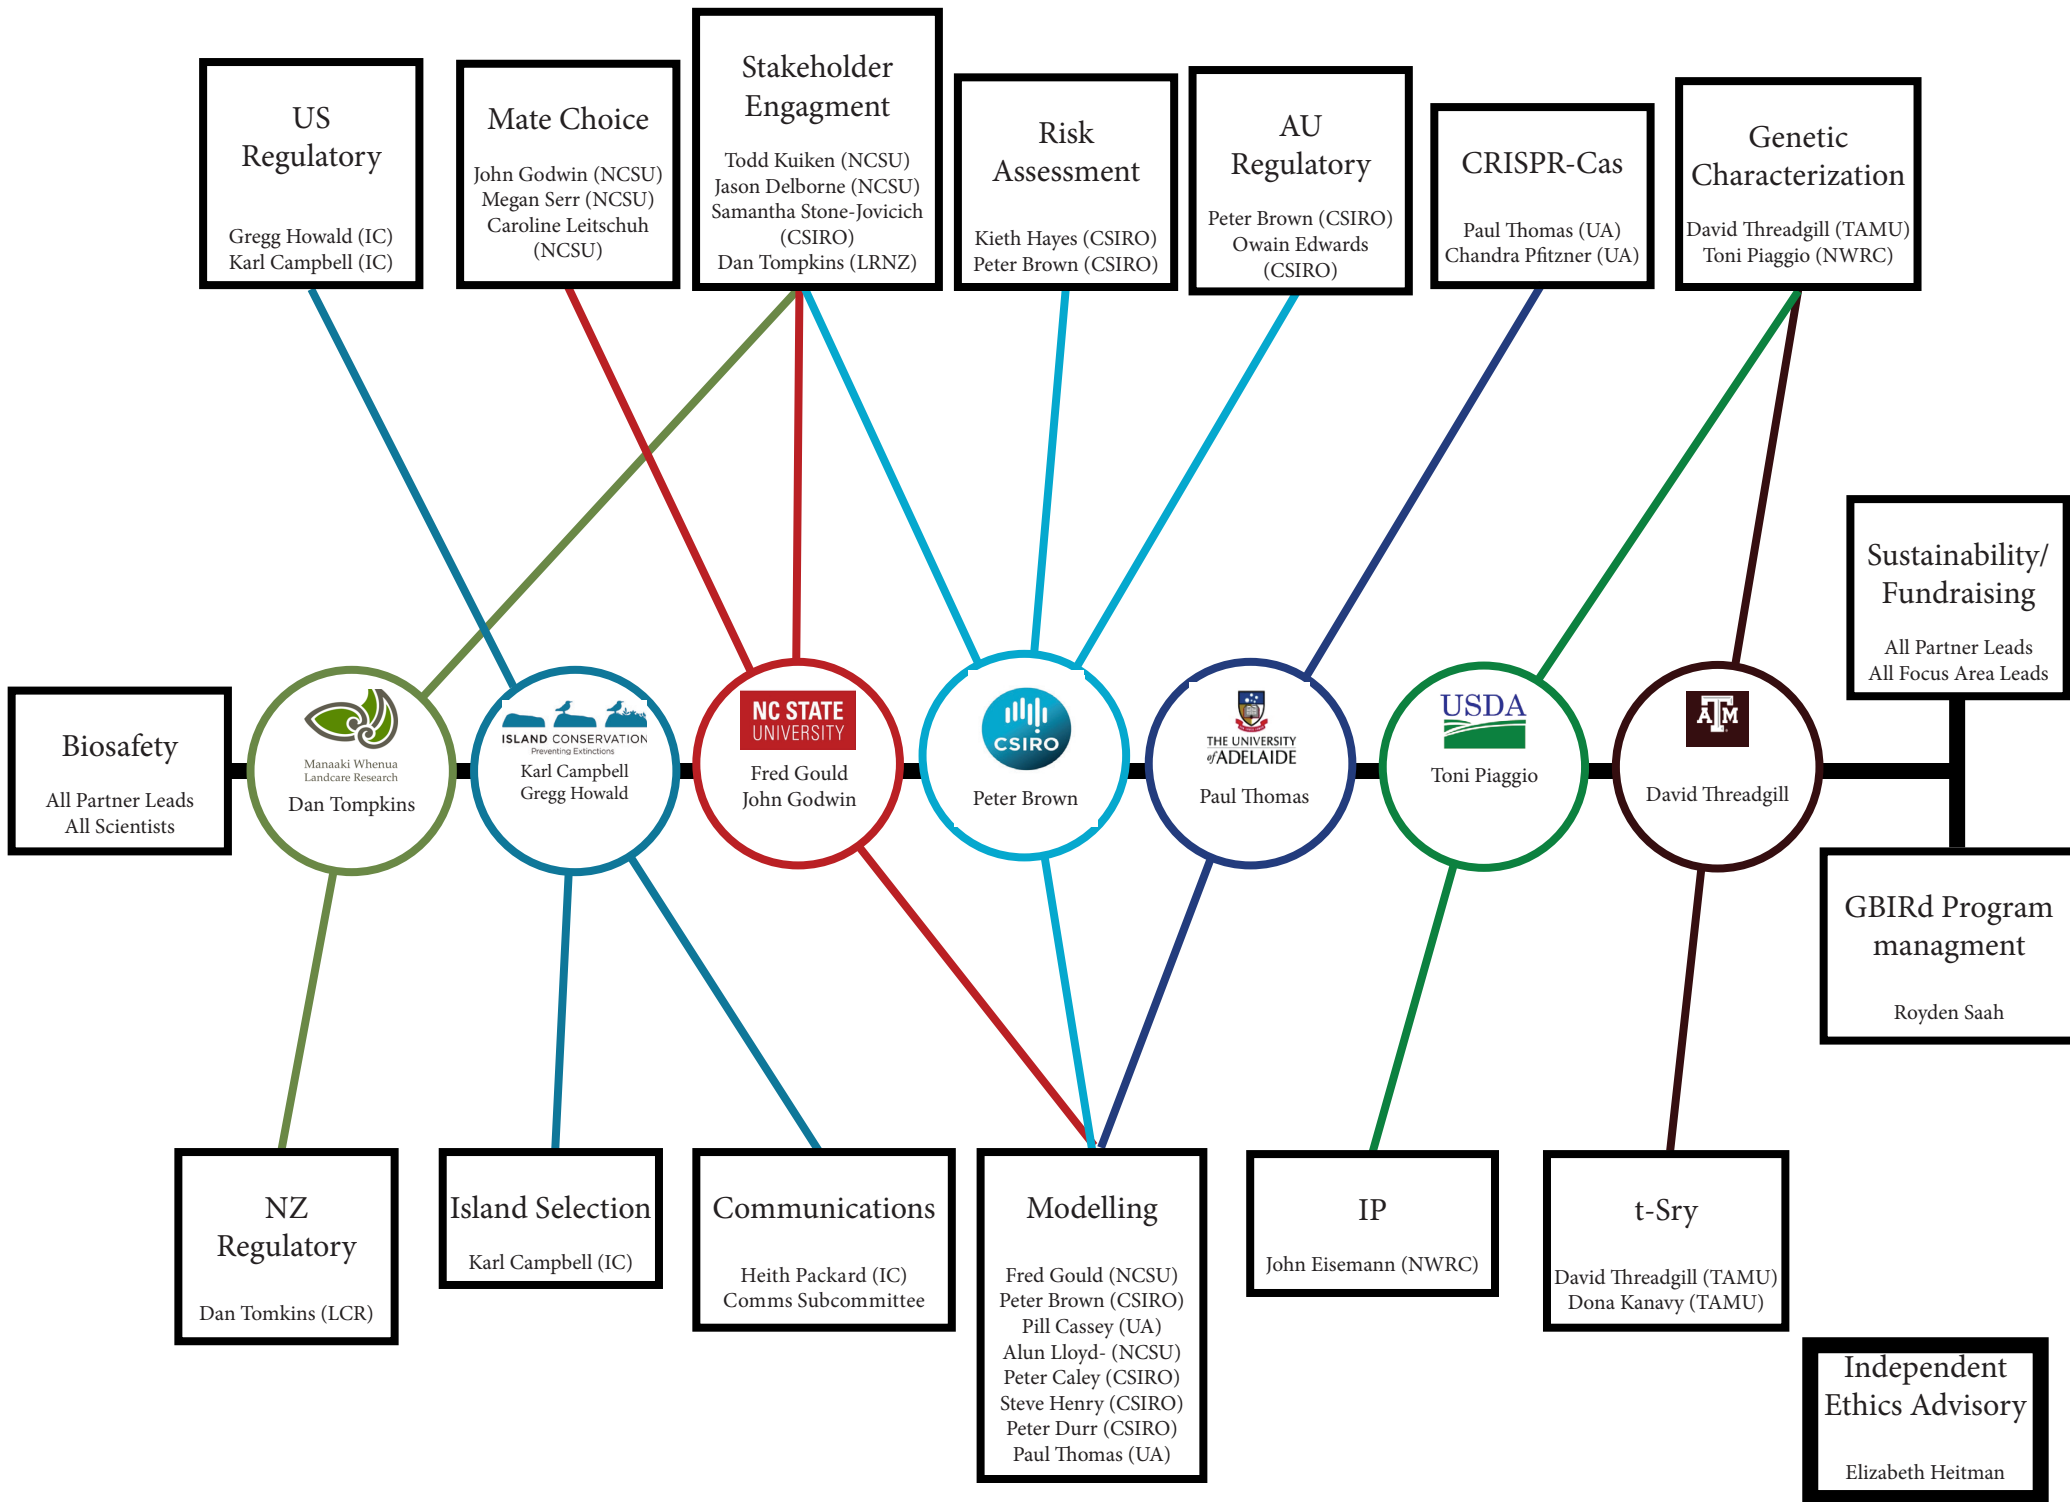 US
Regulatory
Gregg Howald (IC)
Karl Campbell (IC)
Mate Choice
John Godwin (NCSU)
Megan Serr (NCSU)
Caroline Leitschuh
(NCSU)
Stakeholder
Engagment
Todd Kuiken (NCSU)
Jason Delborne (NCSU)
Samantha Stone-Jovicich
(CSIRO)
Dan Tompkins (LRNZ)
Risk
Assessment
Kieth Hayes (CSIRO)
Peter Brown (CSIRO)
AU
Regulatory
Peter Brown (CSIRO)
Owain Edwards
(CSIRO)
CRISPR-Cas
Paul Thomas (UA)
Chandra Pfitzner (UA)
Genetic
Characterization
David Threadgill (TAMU)
Toni Piaggio (NWRC)
Sustainability/
Fundraising
All Partner Leads
All Focus Area Leads
Biosafety
All Partner Leads
All Scientists
Manaaki Whenua
Landcare Research
Dan Tompkins
ISLAND CONSERVATION
Preventing Extinctions
Karl Campbell
Gregg Howald
NC STATE
UNIVERSITY
Fred Gould
John Godwin
CSIRO
Peter Brown
THE UNIVERSITY
of ADELAIDE
Paul Thomas
USDA
Toni Piaggio
ATM
David Threadgill
GBIRd Program
managment
Royden Saah
NZ
Regulatory
Dan Tomkins (LCR)
Island Selection
Karl Campbell (IC)
Communications
Heith Packard (IC)
Comms Subcommittee
Modelling
Fred Gould (NCSU)
Peter Brown (CSIRO)
Pill Cassey (UA)
Alun Lloyd- (NCSU)
Peter Caley (CSIRO)
Steve Henry (CSIRO)
Peter Durr (CSIRO)
Paul Thomas (UA)
IP
John Eisemann (NWRC)
t-Sry
David Threadgill (TAMU)
Dona Kanavy (TAMU)
Independent
Ethics Advisory
Elizabeth Heitman